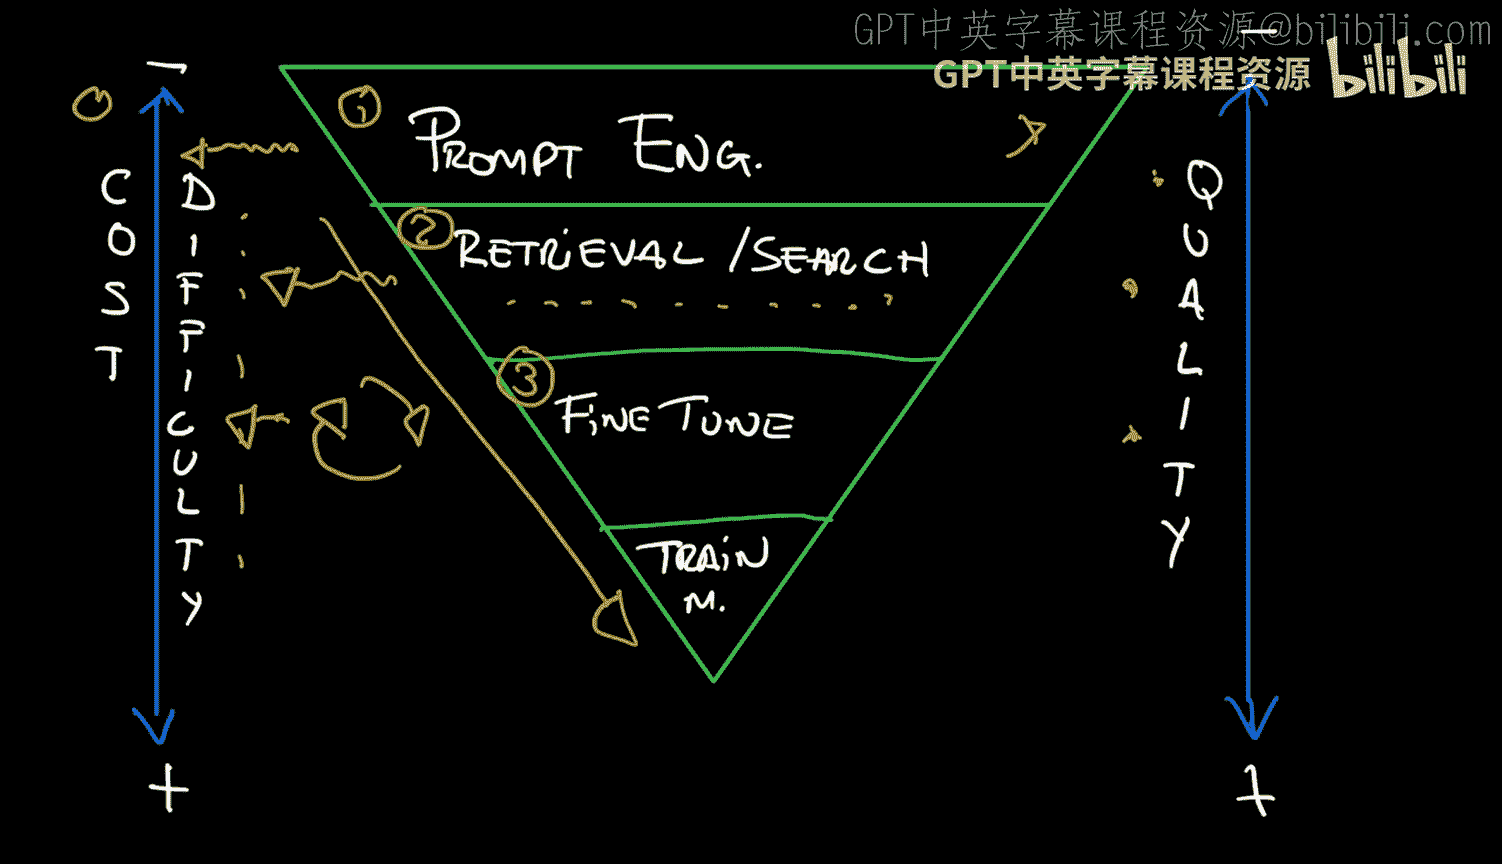 GPT中英字幕课程资源@bilibili.com
GPT中英字幕课程资源 bilibili
-
-
COST
DIFFICULTY
1
PROMPT ENG.
2
RETRIEVAL / SEARCH
3
FINE TUNE
TRAIN
M.
QUALITY
+
+